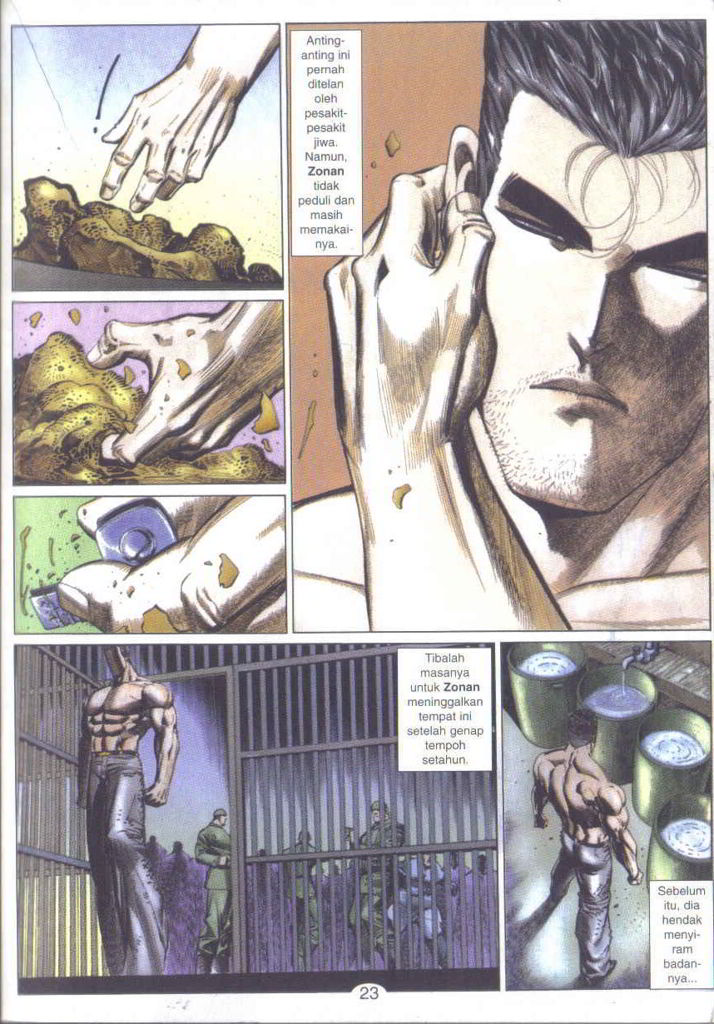 Anting-
anting ini
pernah
ditelan
oleh
pesakit-
pesakit
jiwa.
Namun,
Zonan
tidak
peduli dan
masih
memakai-
nya.
Tibalah
masanya
untuk Zonan
meninggalkan
tempat ini
setelah genap
tempoh
setahun.
Sebelum
itu, dia
hendak
menyi-
ram
badan-
nya...
23